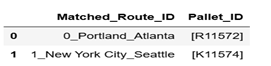 Matched_Route_ID Pallet_ID
0 0_Portland_Atlanta [R11572]
1 1_New York City_Seattle [K11574]